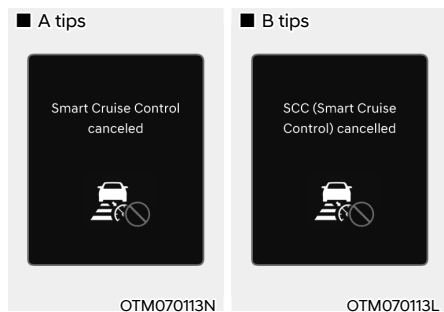 ■ A tips
Smart Cruise Control
canceled
OTM070113N
■ B tips
SCC (Smart Cruise
Control) cancelled
OTM070113L